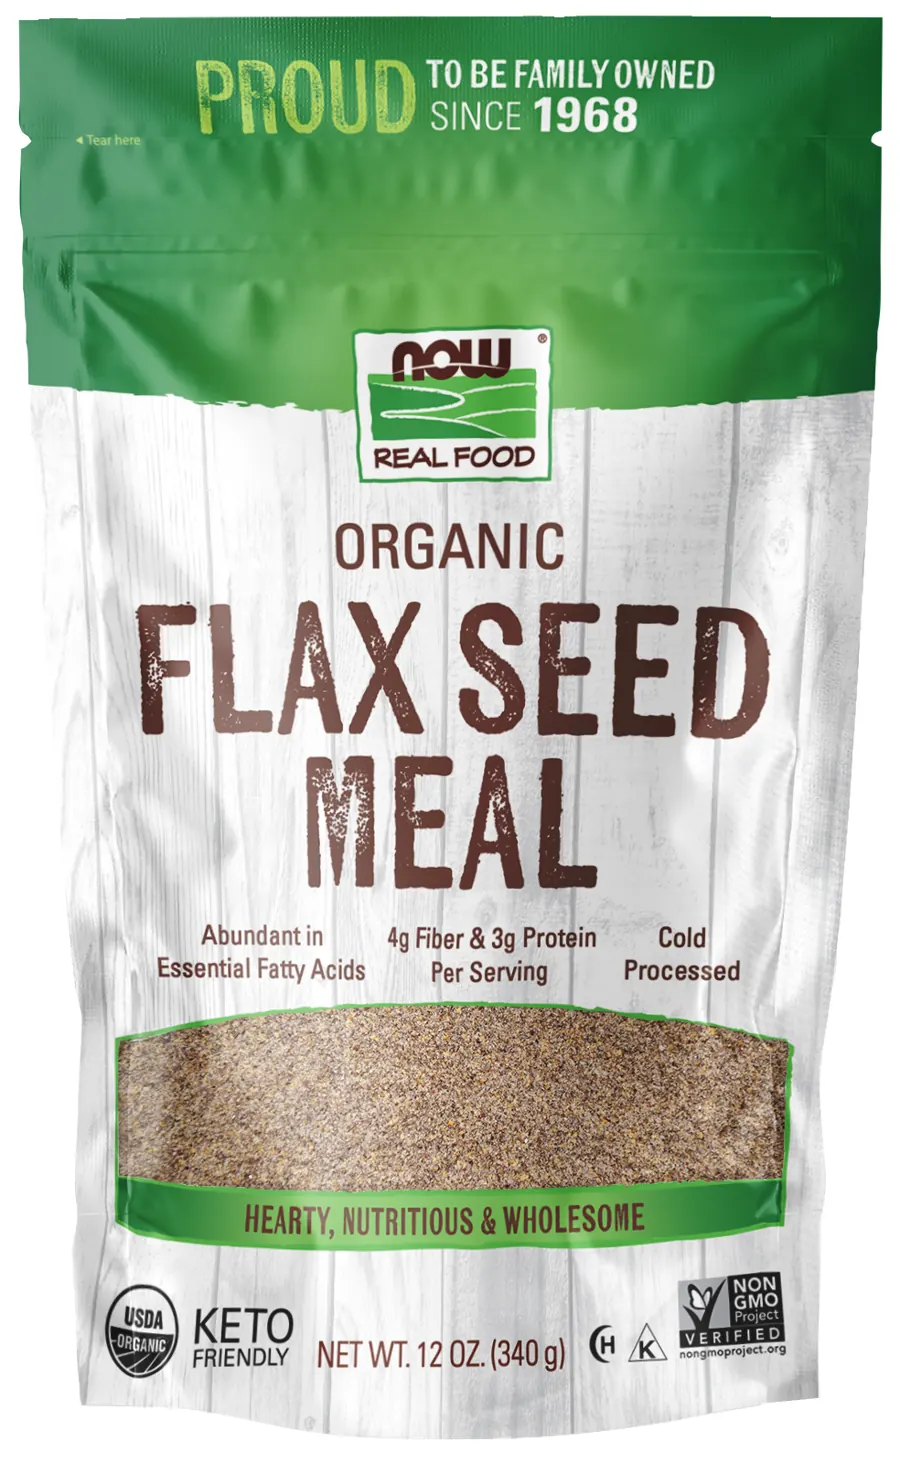 PROUD TO BE FAMILY OWNED
SINCE 1968
◄ Tear here
now ®
REAL FOOD
ORGANIC
FLAX SEED
MEAL
Abundant in
Essential Fatty Acids
4g Fiber & 3g Protein
Per Serving
Cold
Processed
HEARTY, NUTRITIOUS & WHOLESOME
USDA
ORGANIC
KETO
FRIENDLY
NET WT. 12 OZ. (340 g)
H
K
NON
GMO
Project
VERIFIED
nongmoproject.org